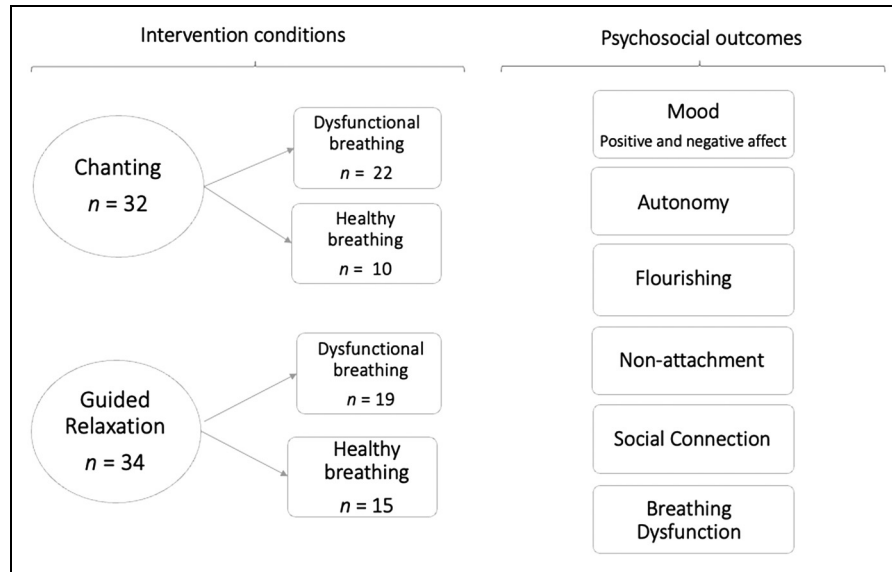 Intervention conditions
Chanting
n = 32
Dysfunctional
breathing
n = 22
Healthy
breathing
n = 10
Guided
Relaxation
n = 34
Dysfunctional
breathing
n = 19
Healthy
breathing
n = 15
Psychosocial outcomes
Mood
Positive and negative affect
Autonomy
Flourishing
Non-attachment
Social Connection
Breathing
Dysfunction